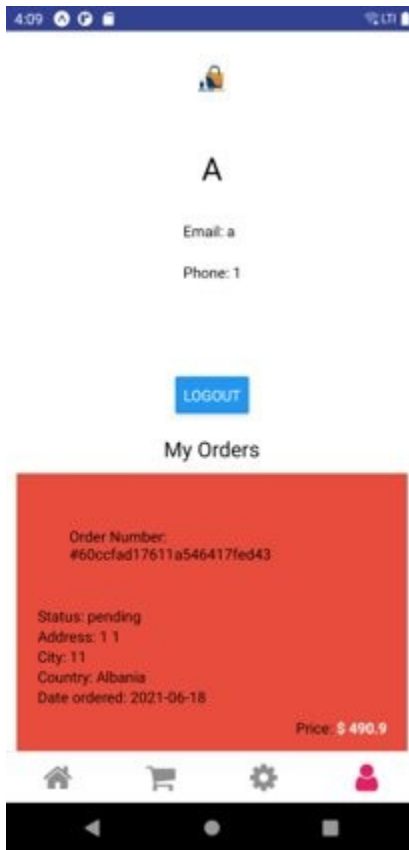 4:09
LTE
A
Email: a
Phone: 1
LOGOUT
My Orders
Order Number:
#60ccfad17611a546417fed43
Status: pending
Address: 1 1
City: 11
Country: Albania
Date ordered: 2021-06-18
Price: $ 490.9